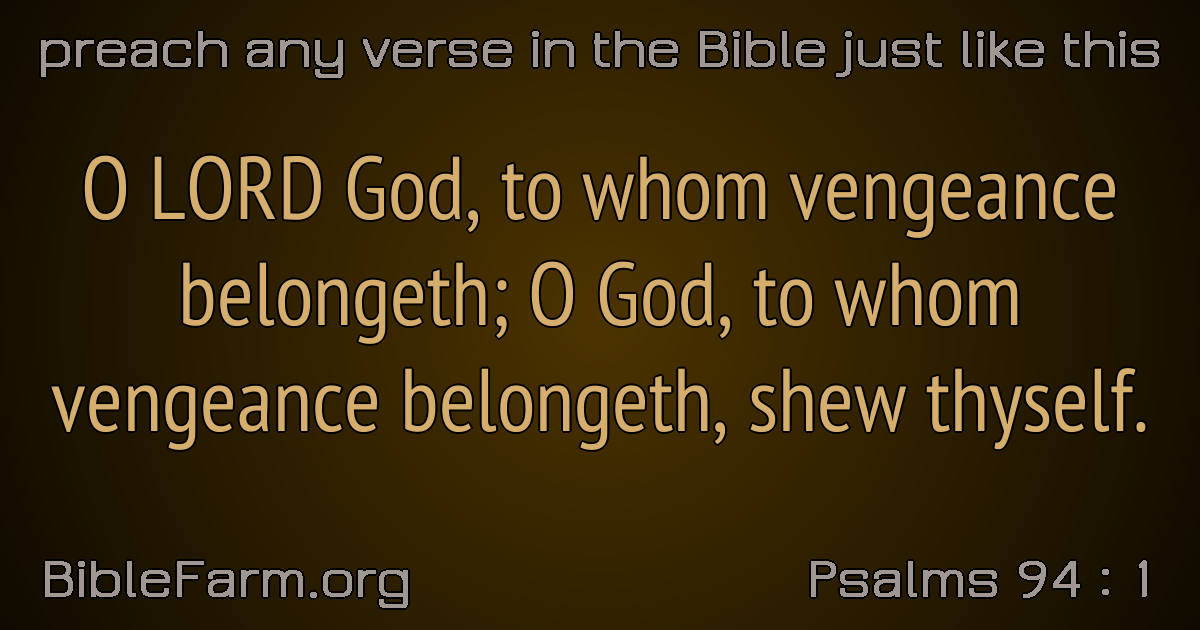 preach any verse in the Bible just like this
O LORD God, to whom vengeance
belongeth; O God, to whom
vengeance belongeth, shew thyself.
BibleFarm.org
Psalms 94 : 1